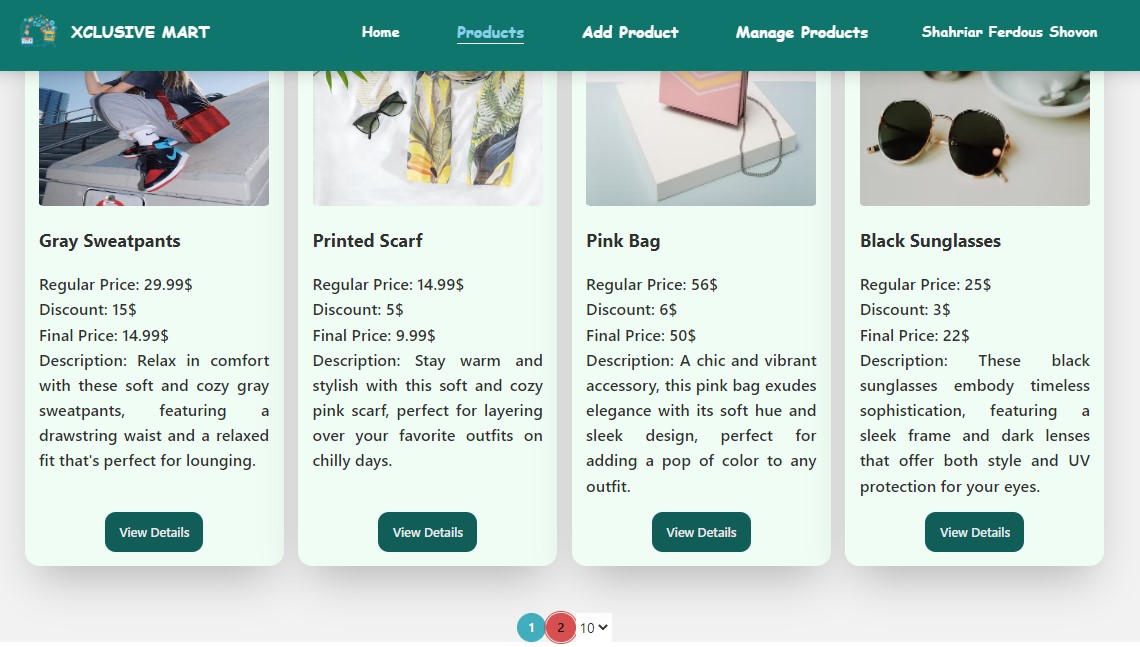 XCLUSIVE MART
Home
Products
Add Product
Manage Products
Shahriar Ferdous Shovon
Gray Sweatpants
Regular Price: 29.99$
Discount: 15$
Final Price: 14.99$
Description: Relax in comfort
with these soft and cozy gray
sweatpants, featuring a
drawstring waist and a relaxed
fit that's perfect for lounging.
View Details
Printed Scarf
Regular Price: 14.99$
Discount: 5$
Final Price: 9.99$
Description: Stay warm and
stylish with this soft and cozy
pink scarf, perfect for layering
over your favorite outfits on
chilly days.
View Details
Pink Bag
Regular Price: 56$
Discount: 6$
Final Price: 50$
Description: A chic and vibrant
accessory, this pink bag exudes
elegance with its soft hue and
sleek design, perfect for
adding a pop of color to any
outfit.
View Details
Black Sunglasses
Regular Price: 25$
Discount: 3$
Final Price: 22$
Description: These black
sunglasses embody timeless
sophistication, featuring a
sleek frame and dark lenses
that offer both style and UV
protection for your eyes.
View Details
1
2
10